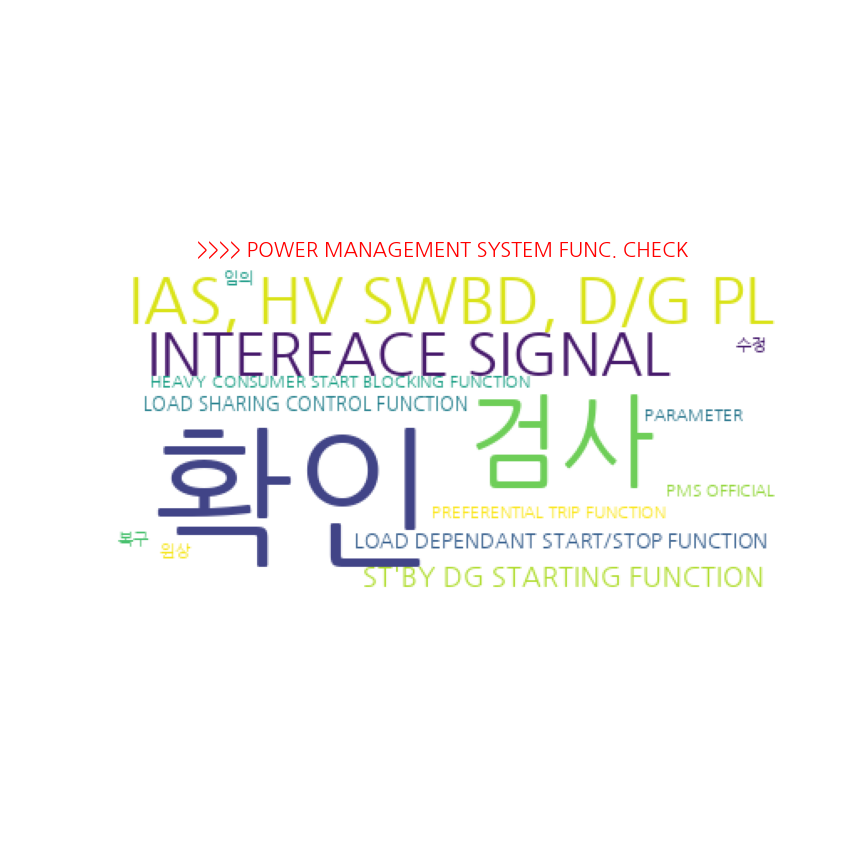 >>>> POWER MANAGEMENT SYSTEM FUNC. CHECK
임의
IAS, HV SWBD, D/G PL
INTERFACE SIGNAL
수정
HEAVY CONSUMER START BLOCKING FUNCTION
LOAD SHARING CONTROL FUNCTION
PARAMETER
검사
확인
PMS OFFICIAL
PREFERENTIAL TRIP FUNCTION
복구
LOAD DEPENDANT START/STOP FUNCTION
원상
ST'BY DG STARTING FUNCTION